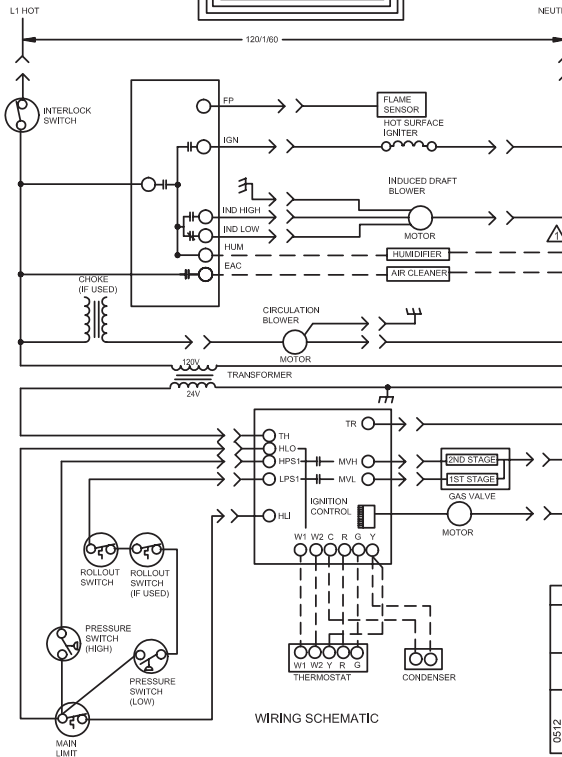 L1 HOT
NEUT
120/1/60
INTERLOCK
SWITCH
FP
FLAME
SENSOR
HOT SURFACE
IGNITER
IGN
INDUCED DRAFT
BLOWER
IND HIGH
IND LOW
MOTOR
HUM
HUMIDIFIER
1
EAC
AIR CLEANER
CHOKE
(IF USED)
CIRCULATION
BLOWER
MOTOR
120V
TRANSFORMER
24V
TR
TH
HLO
HPS1
MVH
2ND STAGE
LPS1
MVL
1ST STAGE
GAS VALVE
IGNITION
CONTROL
HLI
MOTOR
W1 W2 C R G Y
ROLLOUT
SWITCH
ROLLOUT
SWITCH
(IF USED)
PRESSURE
SWITCH
(HIGH)
W1 W2 Y R G
THERMOSTAT
CONDENSER
PRESSURE
SWITCH
(LOW)
WIRING SCHEMATIC
MAIN
LIMIT
0512